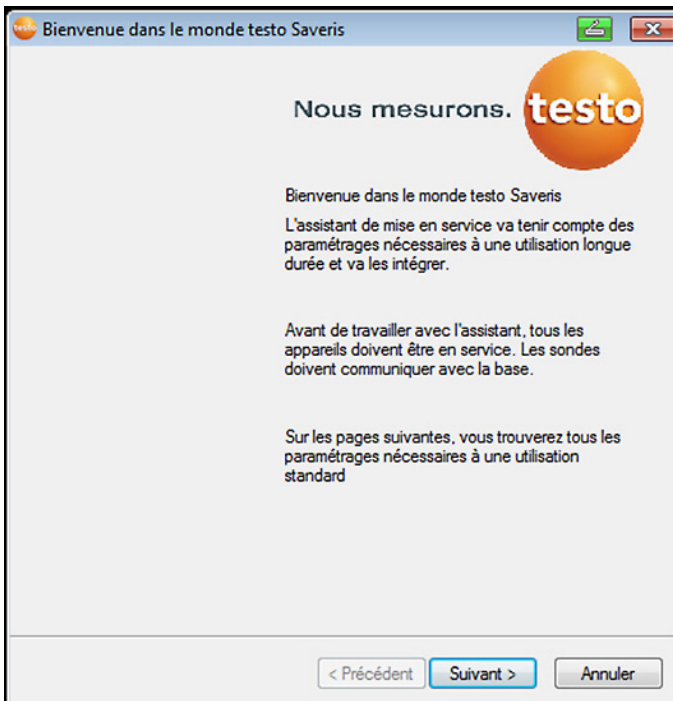 Bienvenue dans le monde testo Saveris
Nous mesurons. testo
Bienvenue dans le monde testo Saveris
L'assistant de mise en service va tenir compte des
paramétrages nécessaires à une utilisation longue
durée et va les intégrer.
Avant de travailler avec l'assistant, tous les
appareils doivent être en service. Les sondes
doivent communiquer avec la base.
Sur les pages suivantes, vous trouverez tous les
paramétrages nécessaires à une utilisation
standard
< Précédent Suivant > Annuler